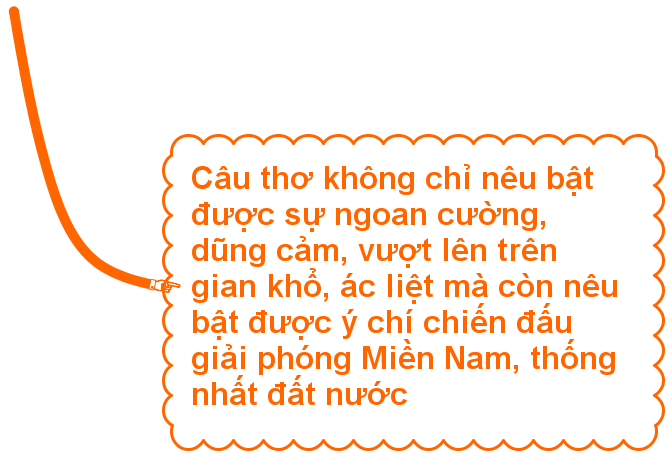 Câu thơ không chỉ nêu bật
được sự ngoan cường,
dũng cảm, vượt lên trên
gian khổ, ác liệt mà còn nêu
bật được ý chí chiến đấu
giải phóng Miền Nam, thống
nhất đất nước